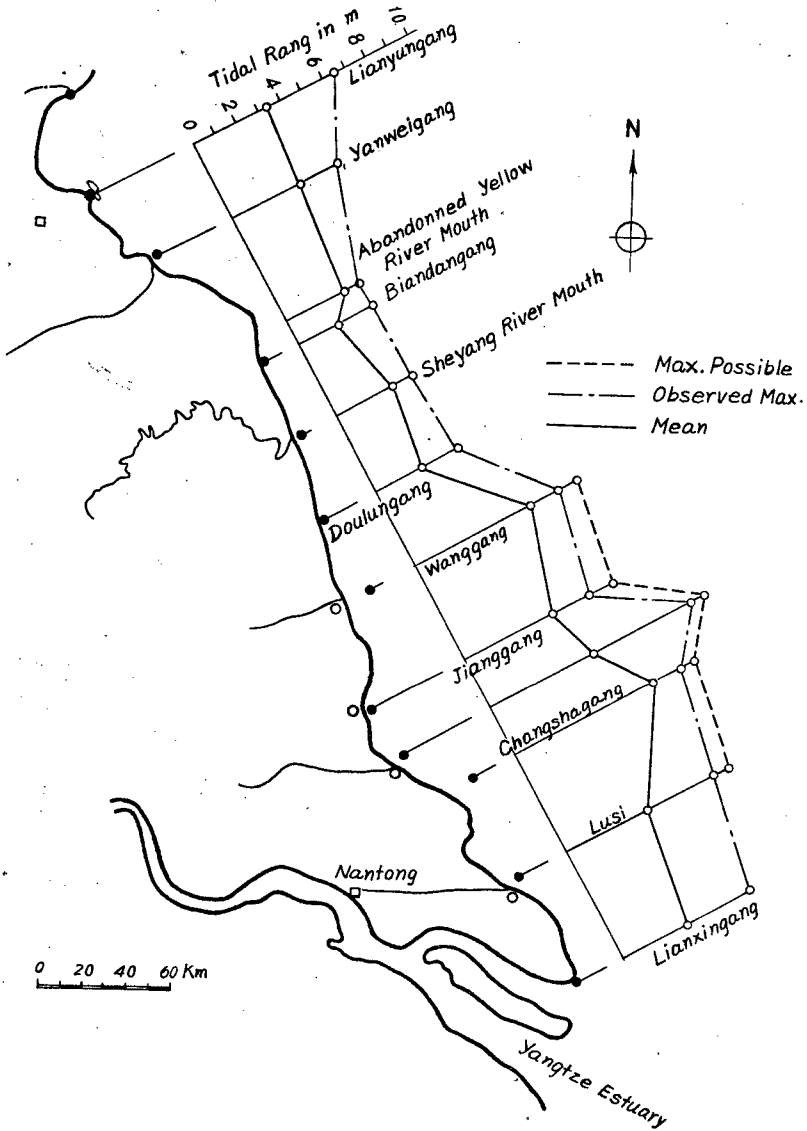 Tidal Rang in m
0 2 4 6 8 10
Lianyungang
Yanweigang
Abandonned Yellow
River Mouth
Biandangang
Sheyang River Mouth
N
Max. Possible
Observed Max.
Mean
Doulungang
Wanggang
Jianggang
Changshagang
Lusi
Lianxingang
Nantong
0 20 40 60 Km
Yangtze Estuary